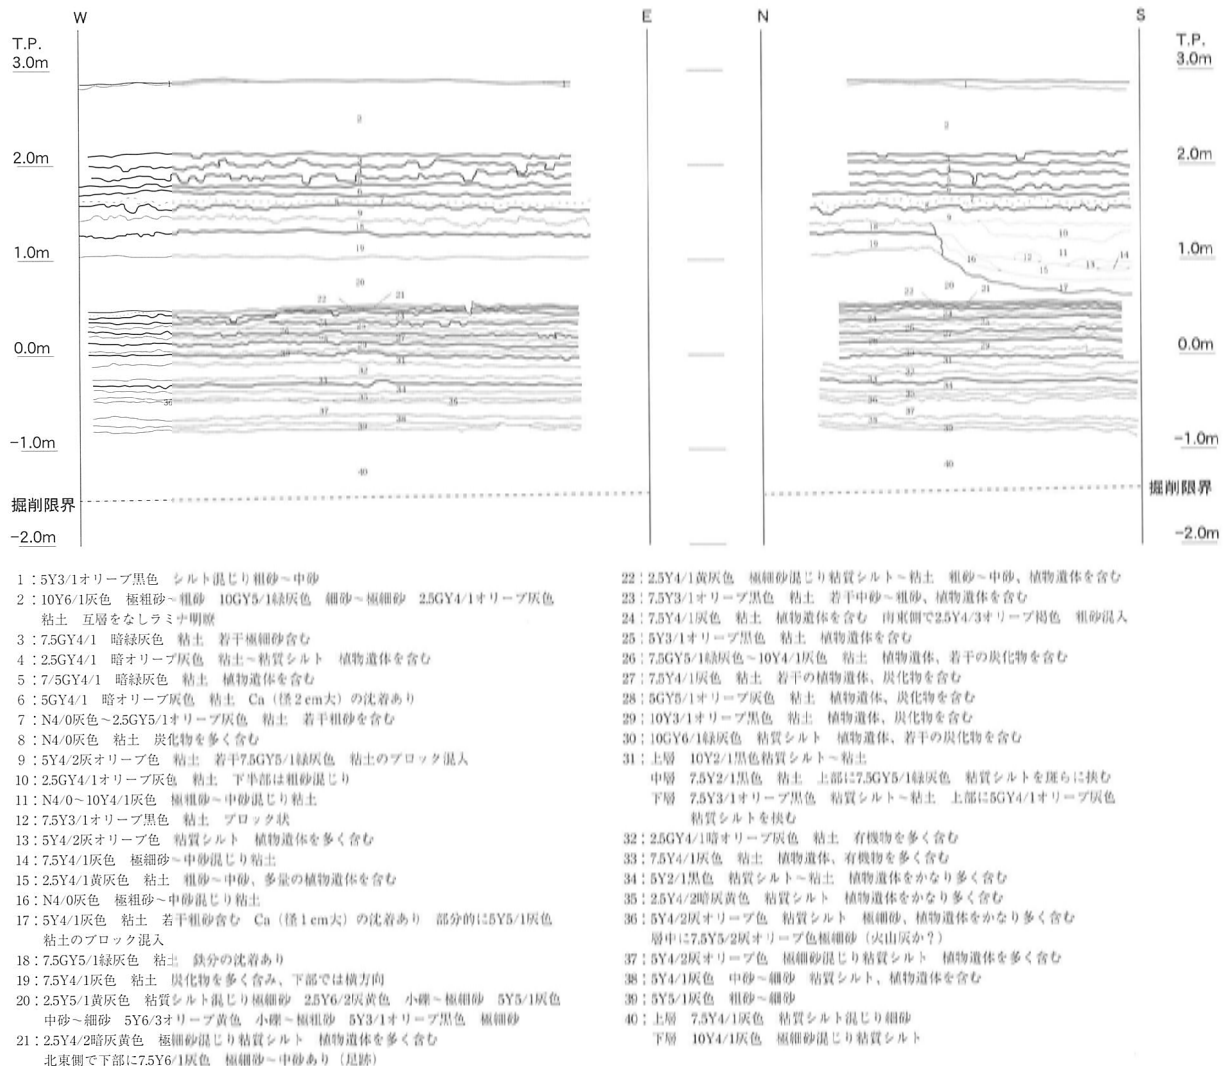 W
E
N
S
T.P.
3.0m
2.0m
1.0m
0.0m
-1.0m
掘削限界
-2.0m
T.P.
3.0m
2.0m
1.0m
0.0m
-1.0m
掘削限界
-2.0m
2
9
19
20
22
21
32
33
34
35
36
36
37
38
39
40
2
9
10
11
12
13
14
15
16
17
18
19
20
21
22
40
1：5Y3/1オリーブ黒色　シルト混じり粗砂～中砂
2：10Y6/1灰色　極粗砂～粗砂　10GY5/1緑灰色　細砂～極細砂　2.5GY4/1オリーブ灰色
粘土　互層をなしラミナ明瞭
3：7.5GY4/1　暗緑灰色　粘土　若干極細砂含む
4：2.5GY4/1　暗オリーブ灰色　粘土～粘質シルト　植物遺体を含む
5：7/5GY4/1　暗緑灰色　粘土　植物遺体を含む
6：5GY4/1　暗オリーブ灰色　粘土　Ca（径２cm大）の沈着あり
7：N4/0灰色～2.5GY5/1オリーブ灰色　粘土　若干粗砂を含む
8：N4/0灰色　粘土　炭化物を多く含む
9：5Y4/2灰オリーブ色　粘土　若干7.5GY5/1緑灰色　粘土のブロック混入
10：2.5GY4/1オリーブ灰色　粘土　下半部は粗砂混じり
11：N4/0～10Y4/1灰色　極粗砂～中砂混じり粘土
12：7.5Y3/1オリーブ黒色　粘土　ブロック状
13：5Y4/2灰オリーブ色　粘質シルト　植物遺体を多く含む
14：7.5Y4/1灰色　極細砂～中砂混じり粘土
15：2.5Y4/1黄灰色　粘土　粗砂～中砂、多量の植物遺体を含む
16：N4/0灰色　極粗砂～中砂混じり粘土
17：5Y4/1灰色　粘土　若干粗砂含む　Ca（径１cm大）の沈着あり　部分的に5Y5/1灰色
粘土のブロック混入
18：7.5GY5/1緑灰色　粘土　鉄分の沈着あり
19：7.5Y4/1灰色　粘土　炭化物を多く含み、下部では横方向
20：2.5Y5/1黄灰色　粘質シルト混じり極細砂　2.5Y6/2灰黄色　小礫～極細砂　5Y5/1灰色
中砂～細砂　5Y6/3オリーブ黄色　小礫～極粗砂　5Y3/1オリーブ黒色　極細砂
21：2.5Y4/2暗灰黄色　極細砂混じり粘質シルト　植物遺体を多く含む
北東側で下部に7.5Y6/1灰色　極細砂～中砂あり（足跡）
22：2.5Y4/1黄灰色　極細砂混じり粘質シルト～粘土　粗砂～中砂、植物遺体を含む
23：7.5Y3/1オリーブ黒色　粘土　若干中砂～粗砂、植物遺体を含む
24：7.5Y4/1灰色　粘土　植物遺体を含む　南東側で2.5Y4/3オリーブ褐色　粗砂混入
25：5Y3/1オリーブ黒色　粘土　植物遺体を含む
26：7.5GY5/1緑灰色～10Y4/1灰色　粘土　植物遺体、若干の炭化物を含む
27：7.5Y4/1灰色　粘土　若干の植物遺体、炭化物を含む
28：5GY5/1オリーブ灰色　粘土　植物遺体、炭化物を含む
29：10Y3/1オリーブ黒色　粘土　植物遺体、炭化物を含む
30：10GY6/1緑灰色　粘質シルト　植物遺体、若干の炭化物を含む
31：上層　10Y2/1黒色粘質シルト～粘土
中層　7.5Y2/1黒色　粘土　上部に7.5GY5/1緑灰色　粘質シルトを斑らに挟む
下層　7.5Y3/1オリーブ黒色　粘質シルト～粘土　上部に5GY4/1オリーブ灰色
粘質シルトを挟む
32：2.5GY4/1暗オリーブ灰色　粘土　有機物を多く含む
33：7.5Y4/1灰色　粘土　植物遺体、有機物を多く含む
34：5Y2/1黒色　粘質シルト～粘土　植物遺体をかなり多く含む
35：2.5Y4/2暗灰黄色　粘質シルト　植物遺体をかなり多く含む
36：5Y4/2灰オリーブ色　粘質シルト　極細砂、植物遺体をかなり多く含む
層中に7.5Y5/2灰オリーブ色極細砂（火山灰か？）
37：5Y4/2灰オリーブ色　極細砂混じり粘質シルト　植物遺体を多く含む
38：5Y4/1灰色　中砂～細砂　粘質シルト、植物遺体を含む
39：5Y5/1灰色　粗砂～細砂
40：上層　7.5Y4/1灰色　粘質シルト混じり細砂
下層　10Y4/1灰色　極細砂混じり粘質シルト